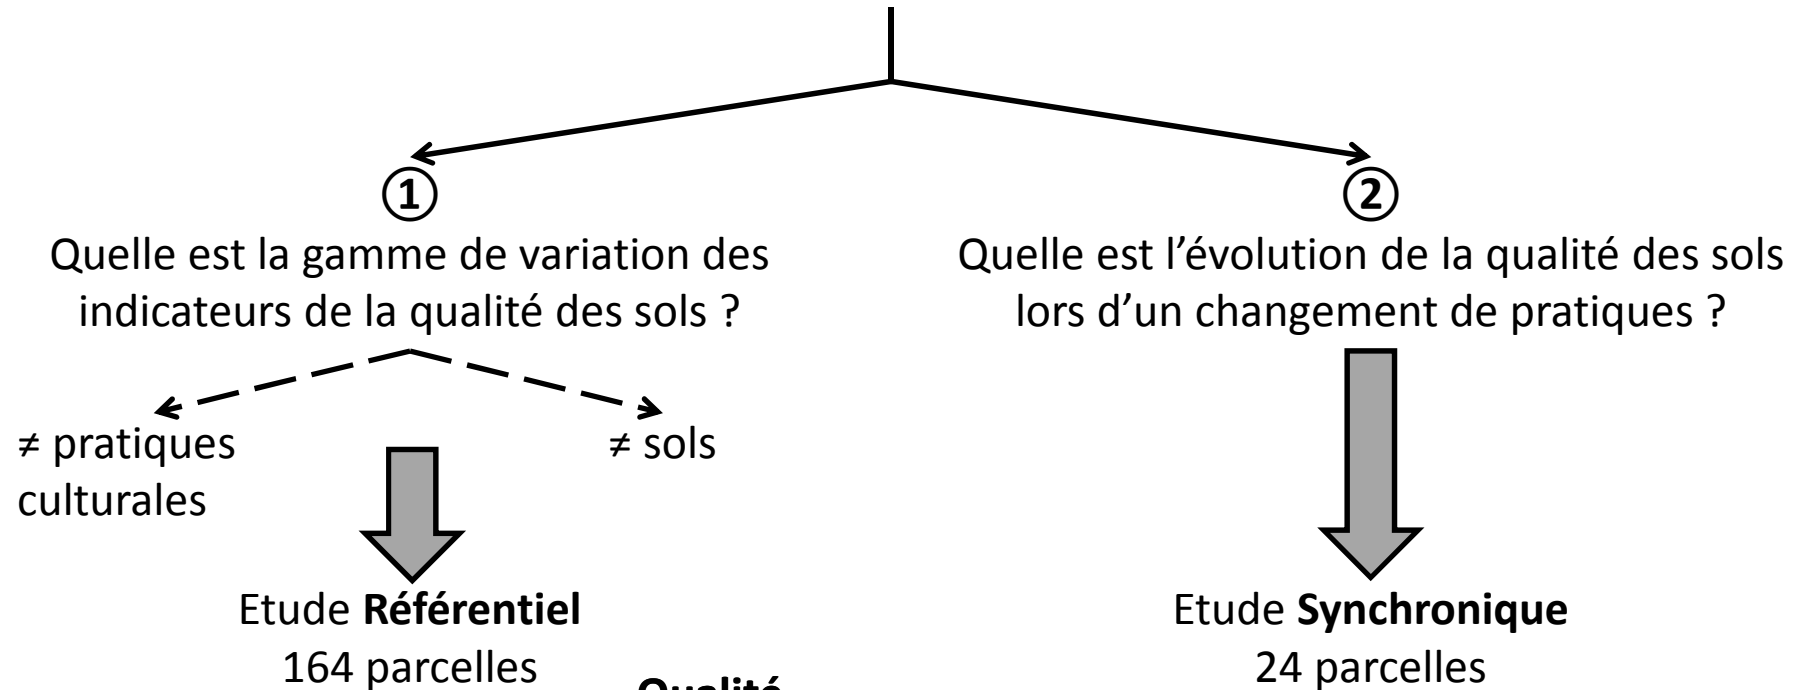 1
Quelle est la gamme de variation des
indicateurs de la qualité des sols ?
≠ pratiques
culturales
≠ sols
Etude Référentiel
164 parcelles
2
Quelle est l’évolution de la qualité des sols
lors d’un changement de pratiques ?
Etude Synchronique
24 parcelles
Qualité